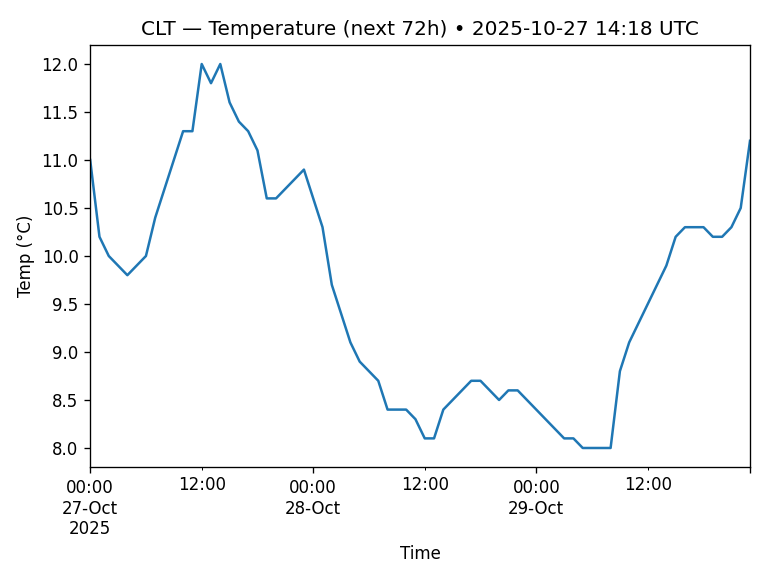 CLT — Temperature (next 72h) • 2025-10-27 14:18 UTC
Temp (°C)
12.0
11.5
11.0
10.5
10.0
9.5
9.0
8.5
8.0
00:00 12:00 00:00 12:00 00:00 12:00
27-Oct 28-Oct 29-Oct
2025
Time